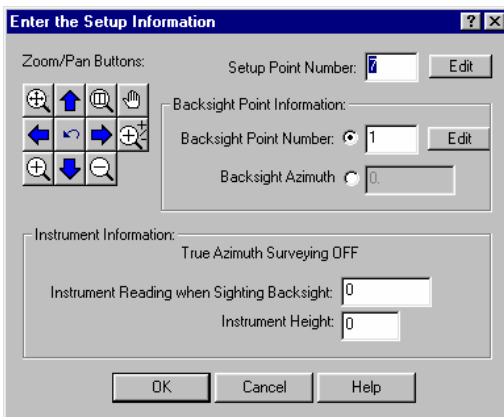 Enter the Setup Information
Zoom/Pan Buttons:
Setup Point Number: 7 Edit
Backsight Point Information:
Backsight Point Number: 1 Edit
Backsight Azimuth 0.
Instrument Information:
True Azimuth Surveying OFF
Instrument Reading when Sighting Backsight: 0
Instrument Height: 0
OK Cancel Help